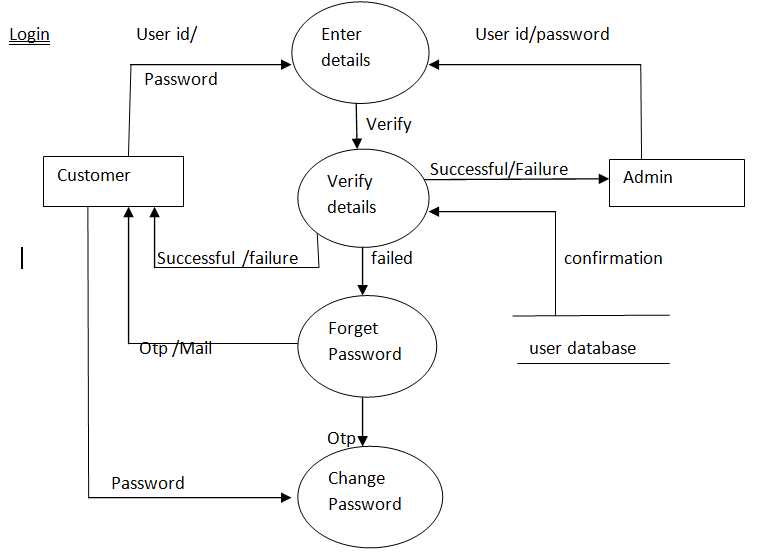 Login
User id/
Password
Enter
details
User id/password
Verify
Customer
Verify
details
Successful/Failure
Admin
Successful /failure
failed
confirmation
Forget
Password
Otp /Mail
user database
Otp
Change
Password
Password